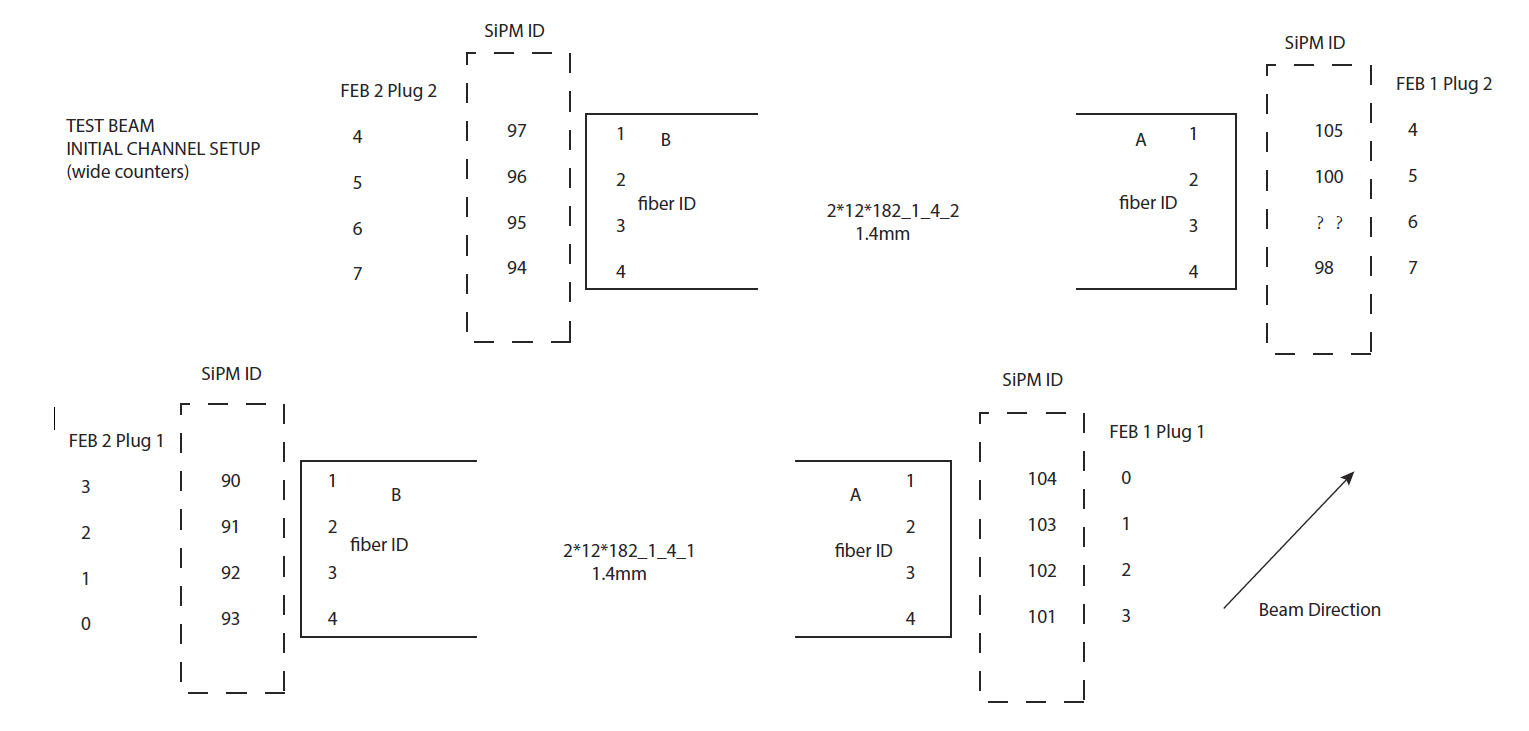 TEST BEAM
INITIAL CHANNEL SETUP
(wide counters)
FEB 2 Plug 2
4
5
6
7
SiPM ID
97
96
95
94
1
2
3
4
B
fiber ID
2*12*182_1_4_2
1.4mm
A
fiber ID
1
2
3
4
SiPM ID
105
100
? ?
98
FEB 1 Plug 2
4
5
6
7
FEB 2 Plug 1
3
2
1
0
SiPM ID
90
91
92
93
1
2
3
4
B
fiber ID
2*12*182_1_4_1
1.4mm
A
fiber ID
1
2
3
4
SiPM ID
104
103
102
101
FEB 1 Plug 1
0
1
2
3
Beam Direction